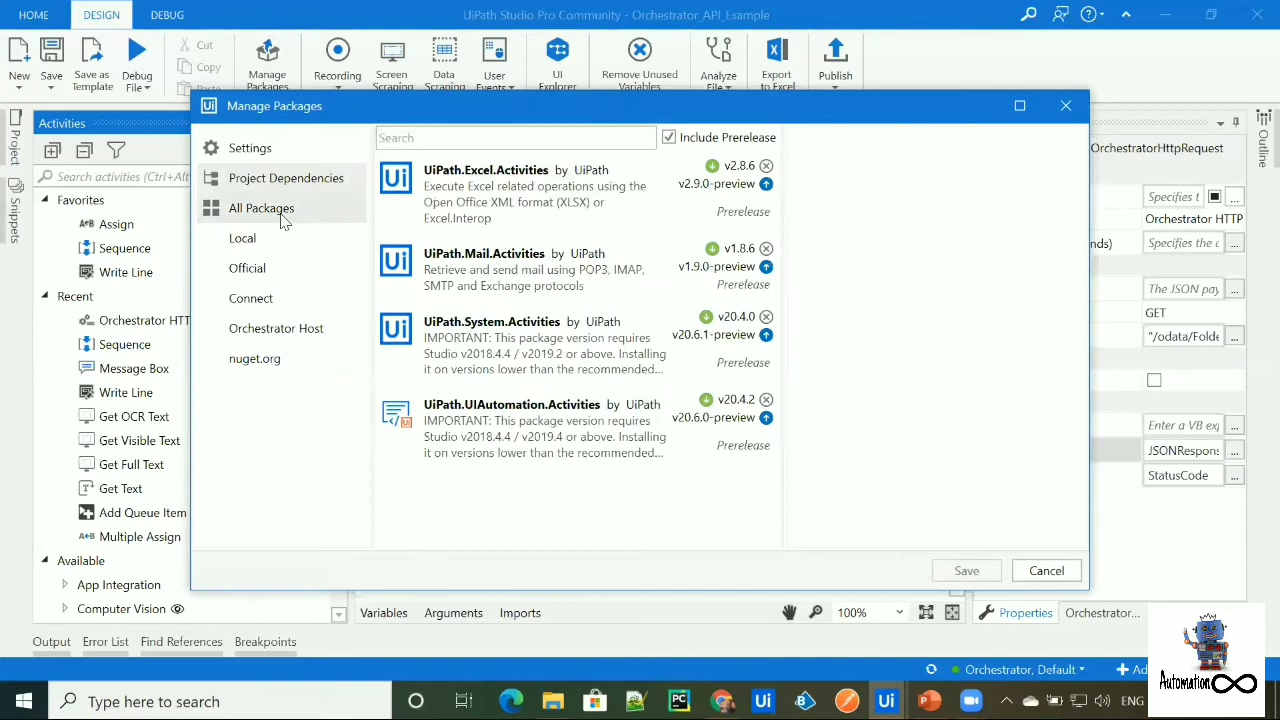 HOME
DESIGN
DEBUG
UiPath Studio Pro Community - Orchestrator_API_Example
New
Save
Save as
Template
Debug
File
Cut
Copy
Paste
Manage
Packages
Recording
Screen
Scraping
Data
Scraping
User
Events
UI
Explorer
Remove Unused
Variables
Analyze
File
Export
to Excel
Publish
Project
Snippets
Activities
Search activities (Ctrl+Alt
Favorites
Assign
Sequence
Write Line
Recent
Orchestrator HTT
Sequence
Message Box
Write Line
Get OCR Text
Get Visible Text
Get Full Text
Get Text
Add Queue Item
Multiple Assign
Available
App Integration
Computer Vision
Ui Manage Packages
Settings
Project Dependencies
All Packages
Local
Official
Connect
Orchestrator Host
nuget.org
Search
Include Prerelease
Ui
UiPath.Excel.Activities by UiPath
Execute Excel related operations using the
Open Office XML format (XLSX) or
Excel.Interop
v2.8.6
v2.9.0-preview
Prerelease
Ui
UiPath.Mail.Activities by UiPath
Retrieve and send mail using POP3, IMAP,
SMTP and Exchange protocols
v1.8.6
v1.9.0-preview
Prerelease
Ui
UiPath.System.Activities by UiPath
IMPORTANT: This package version requires
Studio v2018.4.4 / v2019.2 or above. Installing
it on versions lower than the recommended...
v20.4.0
v20.6.1-preview
Prerelease
UiPath.UIAutomation.Activities by UiPath
IMPORTANT: This package version requires
Studio v2018.4.4 / v2019.4 or above. Installing
it on versions lower than the recommended...
v20.4.2
v20.6.0-preview
Prerelease
Save
Cancel
Outline
OrchestratorHttpRequest
Specifies t
...
Orchestrator HTTP
nds)
Specifies the a
...
The JSON pay
...
GET
"/odata/Folde
...
Enter a VB exp
...
JSONRespons
...
StatusCode
...
Variables
Arguments
Imports
100%
Properties
Orchestrator...
Output
Error List
Find References
Breakpoints
Orchestrator, Default
Ad
Type here to search
ENG
Automation